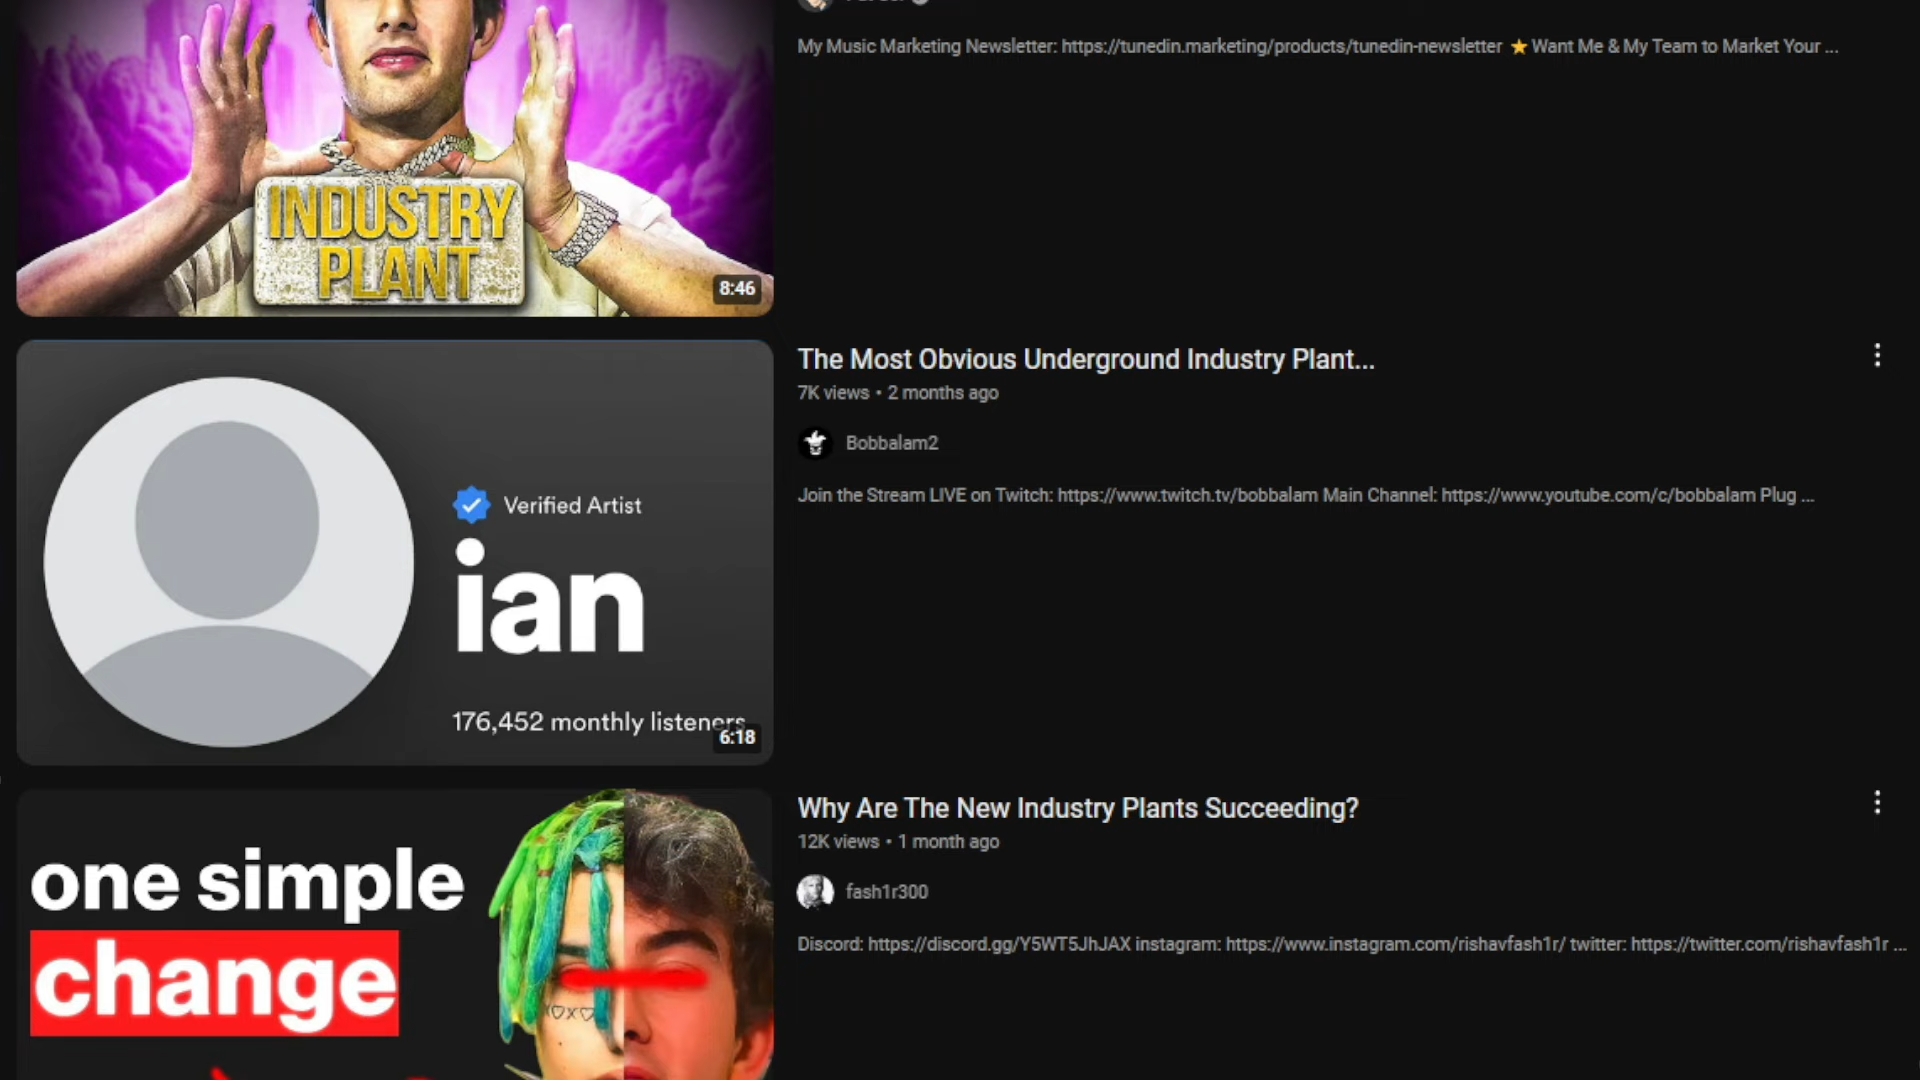 My Music Marketing Newsletter: https://tunedin.marketing/products/tunedin-newsletter ⭐ Want Me & My Team to Market Your ...
INDUSTRY
PLANT
8:46
The Most Obvious Underground Industry Plant...
7K views • 2 months ago
Bobbalam2
Join the Stream LIVE on Twitch: https://www.twitch.tv/bobbalam Main Channel: https://www.youtube.com/c/bobbalam Plug ...
Verified Artist
ian
176,452 monthly listeners
6:18
Why Are The New Industry Plants Succeeding?
12K views • 1 month ago
fash1r300
Discord: https://discord.gg/Y5WT5JhJAX instagram: https://www.instagram.com/rishavfash1r/ twitter: https://twitter.com/rishavfash1r ...
one simple
change